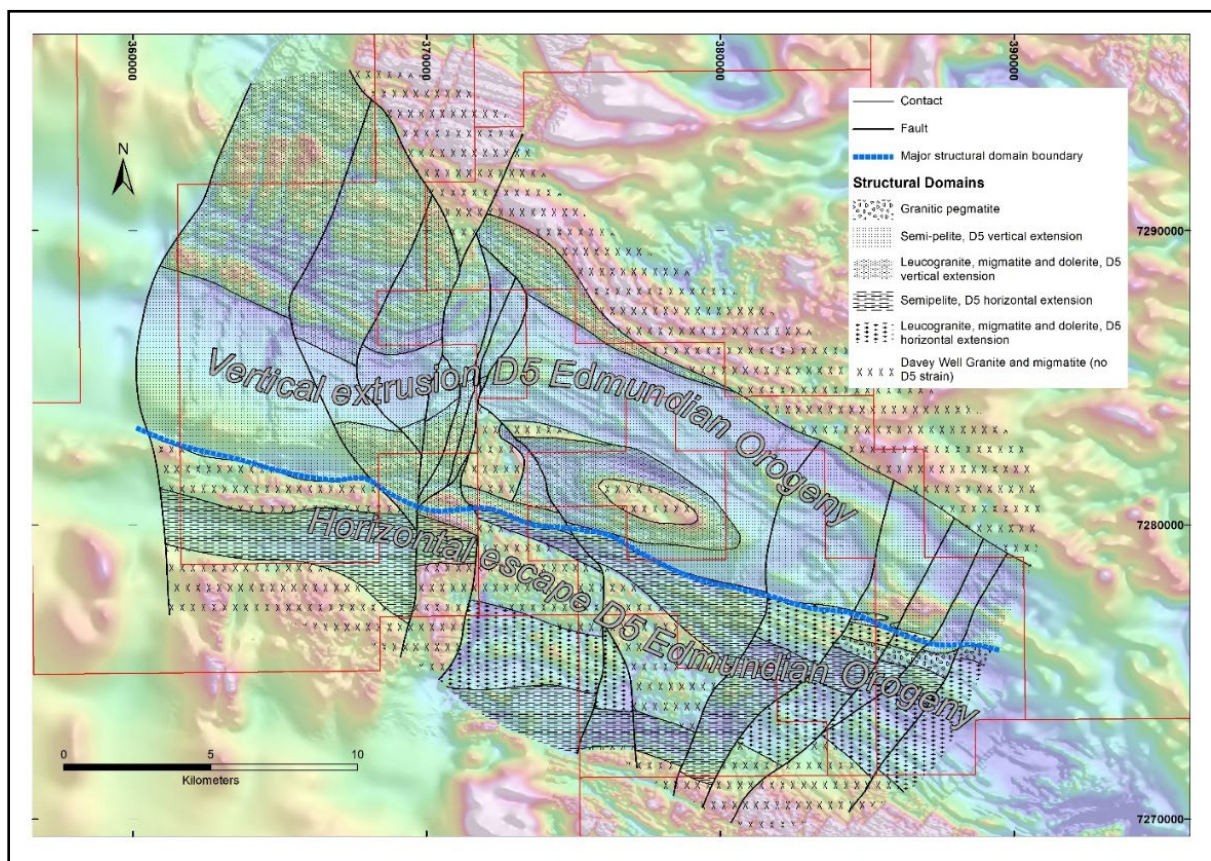 360000
370000
380000
390000
N
Contact
Fault
Major structural domain boundary
Structural Domains
Granitic pegmatite
Semi-pelite, D5 vertical extension
Leucogranite, migmatite and dolerite, D5
vertical extension
Semipelite, D5 horizontal extension
Leucogranite, migmatite and dolerite, D5
horizontal extension
Davey Well Granite and migmatite (no
D5 strain)
7290000
Vertical extrusion D5 Edmundian Orogeny
7280000
Horizontal escape D5 Edmundian Orogeny
0 5 10
Kilometers
7270000